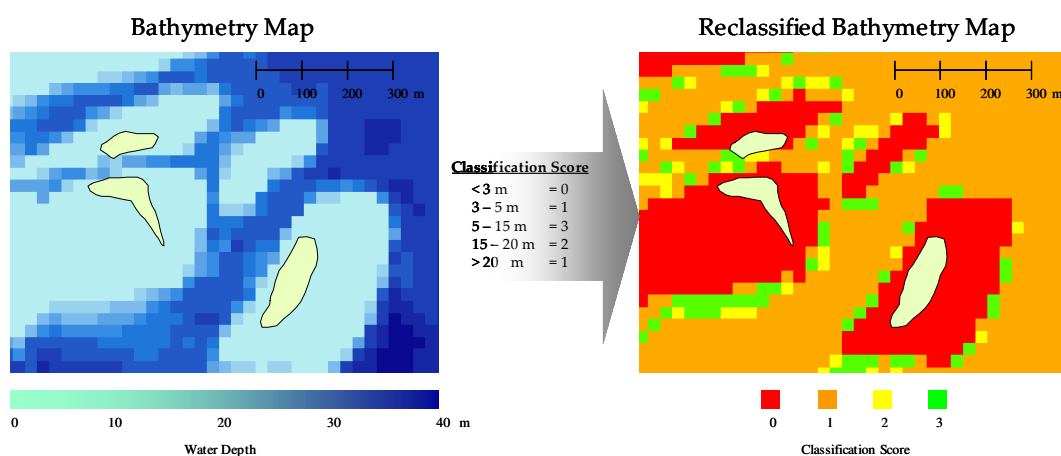 Bathymetry Map
0 100 200 300 m
Classification Score
<3 m = 0
3 – 5 m = 1
5 – 15 m = 3
15 – 20 m = 2
>20 m = 1
0 10 20 30 40 m
Water Depth
Reclassified Bathymetry Map
0 100 200 300 m
0 1 2 3
Classification Score